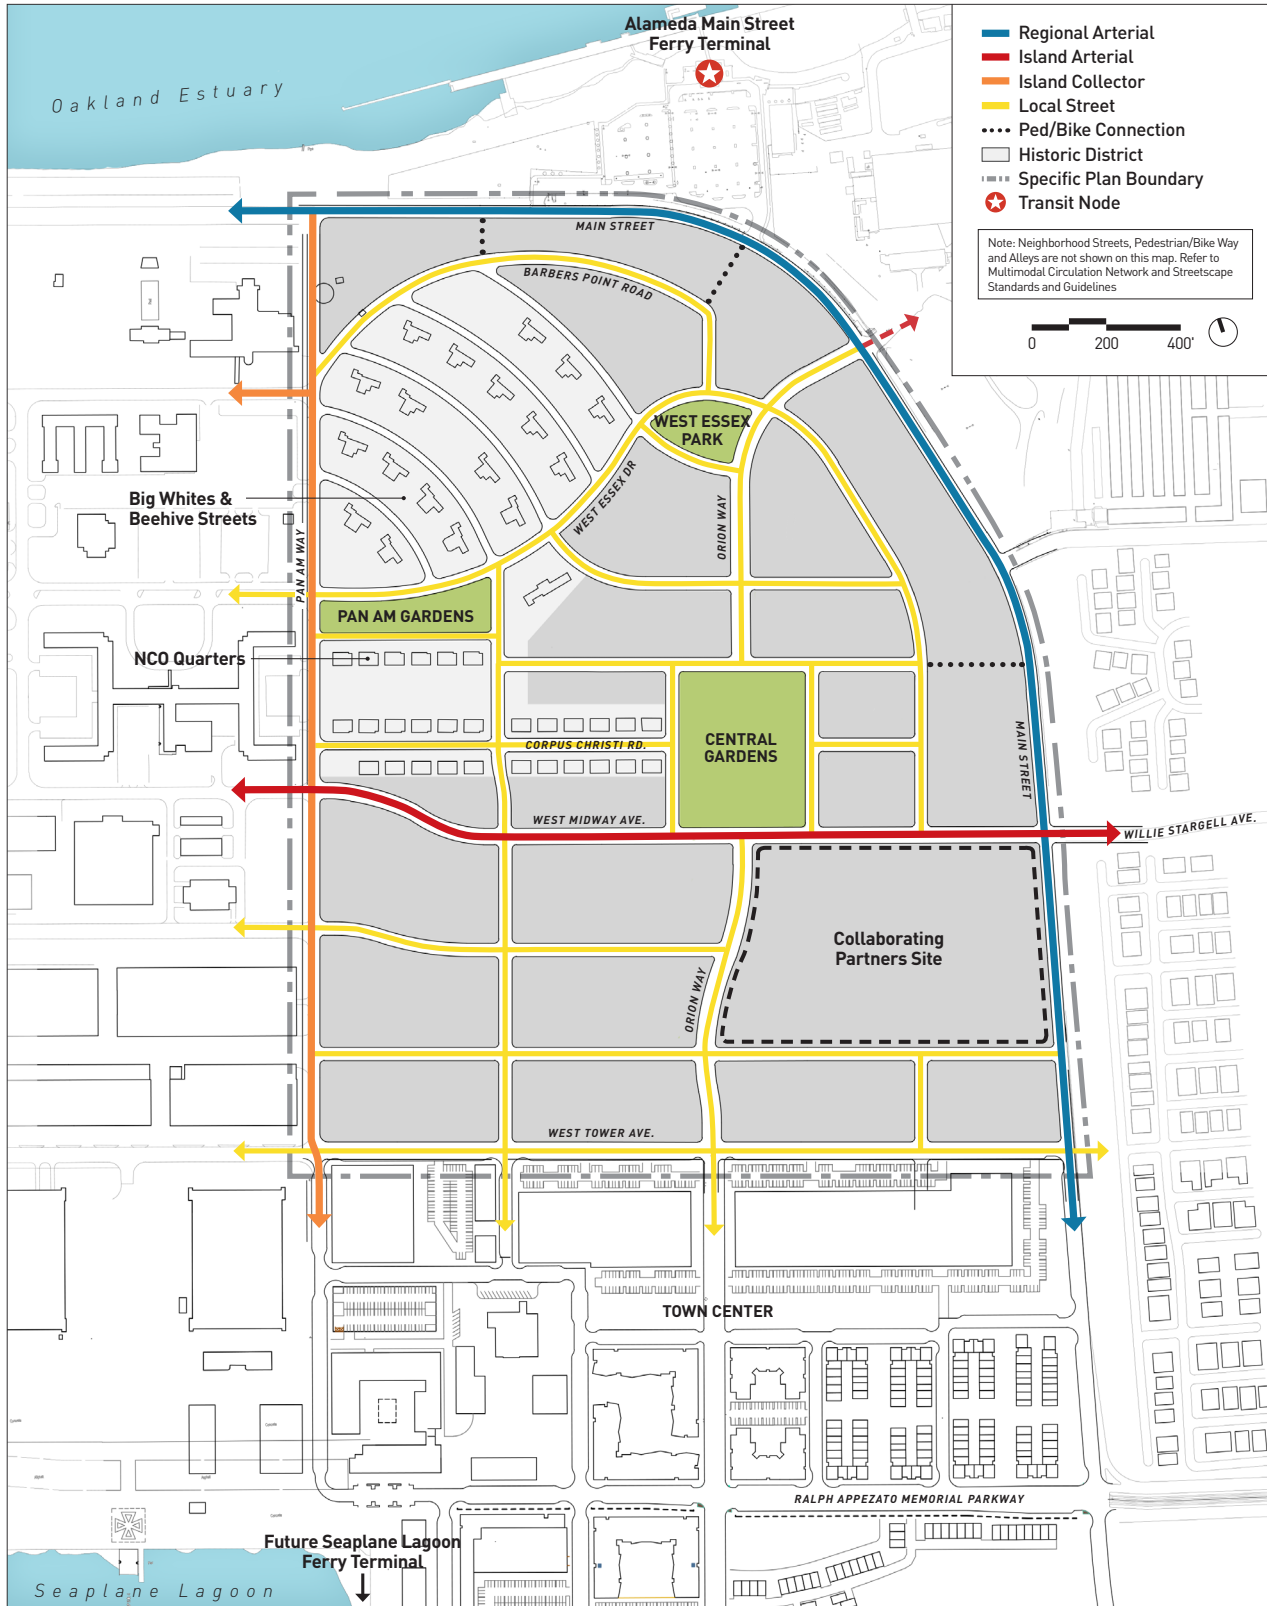 Alameda Main Street
Ferry Terminal
Oakland Estuary
Regional Arterial
Island Arterial
Island Collector
Local Street
Ped/Bike Connection
Historic District
Specific Plan Boundary
Transit Node
Note: Neighborhood Streets, Pedestrian/Bike Way
and Alleys are not shown on this map. Refer to
Multimodal Circulation Network and Streetscape
Standards and Guidelines
0 200 400'
MAIN STREET
BARBERS POINT ROAD
WEST ESSEX
PARK
WEST ESSEX DR
ORION WAY
Big Whites &
Beehive Streets
PAN AM WAY
PAN AM GARDENS
NCO Quarters
CORPUS CHRISTI RD.
CENTRAL
GARDENS
MAIN STREET
WEST MIDWAY AVE.
WILLIE STARGELL AVE.
Collaborating
Partners Site
ORION WAY
WEST TOWER AVE.
TOWN CENTER
RALPH APPEZATO MEMORIAL PARKWAY
Future Seaplane Lagoon
Ferry Terminal
Seaplane Lagoon